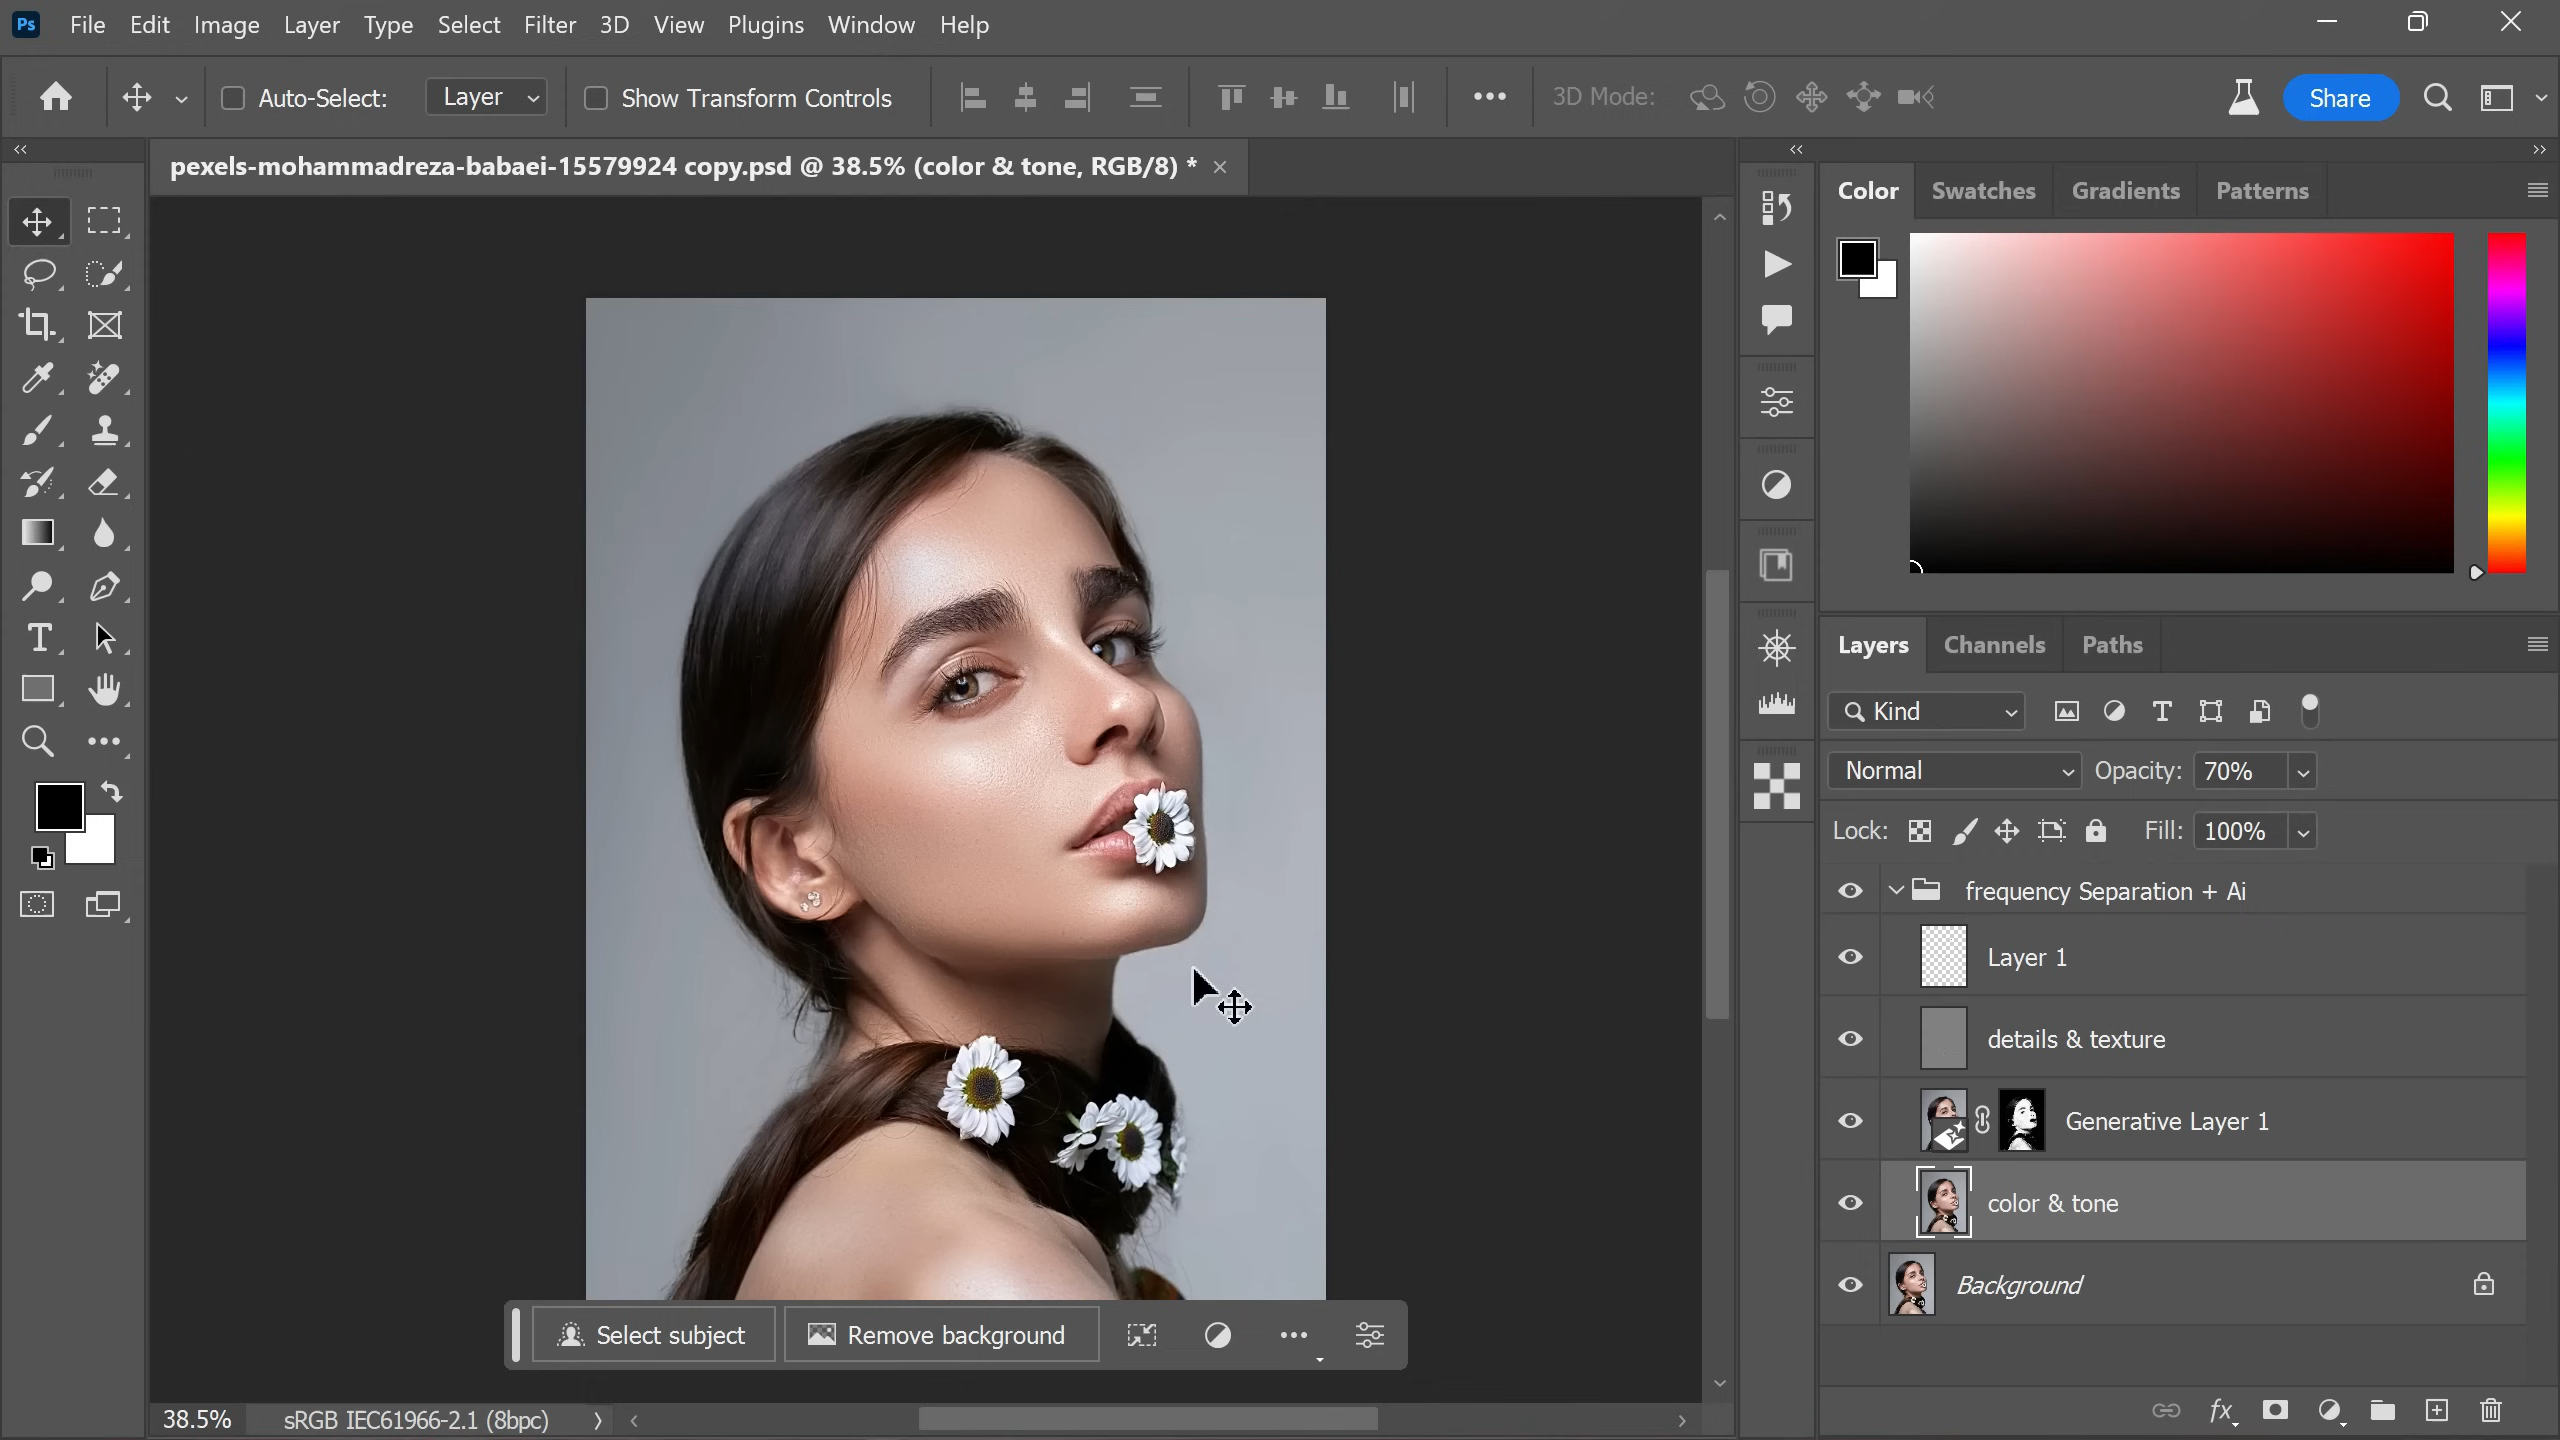 Ps File Edit Image Layer Type Select Filter 3D View Plugins Window Help
Auto-Select: Layer Show Transform Controls 3D Mode: Share
pexels-mohammadreza-babaei-15579924 copy.psd @ 38.5% (color & tone, RGB/8) *
Color Swatches Gradients Patterns
Layers Channels Paths
Kind
Normal Opacity: 70%
Lock: Fill: 100%
frequency Separation + Ai
Layer 1
details & texture
Generative Layer 1
color & tone
Background
Select subject Remove background
38.5% sRGB IEC61966-2.1 (8bpc)
fx